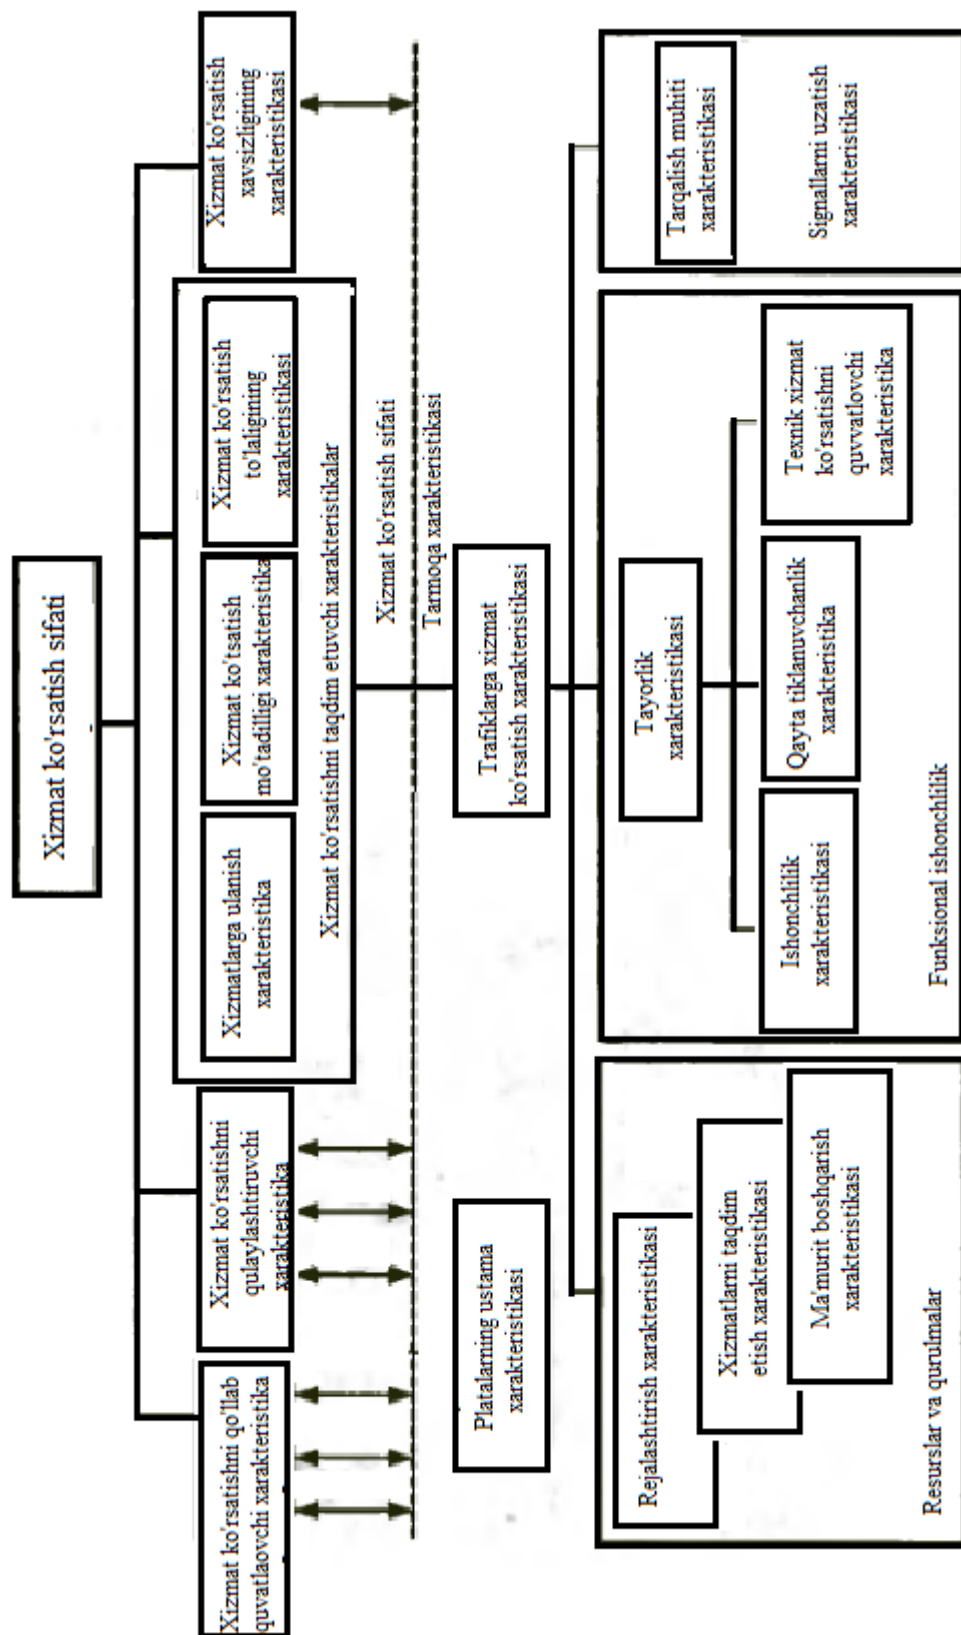 Xizmat ko'rsatish sifati
Xizmat ko'rsatishni qo'llab
quvatlaovchi xarakteristika
Xizmat ko'rsatishni
qulaylashtiruvchi
xarakteristika
Xizmatlarga ulanish
xarakteristika
Xizmat ko'tsatish
mo'tadilligi xarakteristika
Xizmat ko'rsatish
to'laligining
xarakteristikasi
Xizmat ko'rsatishni taqdim etuvchi xarakteristikalar
Xizmat ko'rsatish
xavsizligining
xarakteristikasi
Xizmat ko'rsatish sifati
Tarmoqa xarakteristikasi
Platalarning ustama
xarakteristikasi
Trafiklarga xizmat
ko'rsatish xarakteristikasi
Rejalashtirish xarakteristikasi
Xizmatlarni taqdim
etish xarakteristikasi
Ma'murit boshqarish
xarakteristikasi
Resurslar va qurulmalar
Tayorlik
xarakteristikasi
Ishonchlilik
xarakteristikasi
Qayta tiklanuvchanlik
xarakteristika
Texnik xizmat
ko'rsatishni
quvvatlovchi
xarakteristika
Funksional ishonchlilik
Tarqalish muhiti
xarakteristikasi
Signallarni uzatish
xarakteristikasi